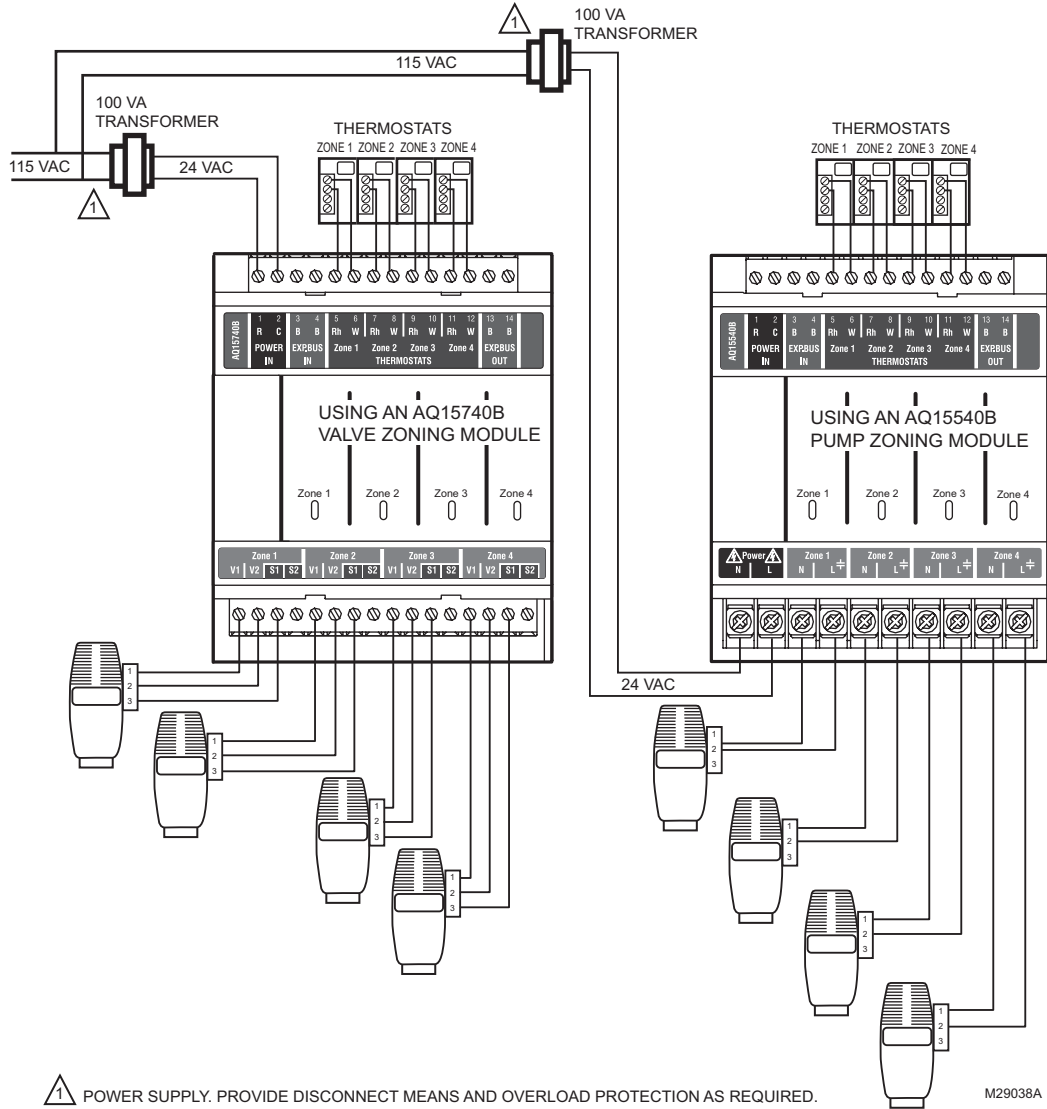 100 VA
TRANSFORMER
115 VAC
100 VA
TRANSFORMER
115 VAC
24 VAC
1
1
THERMOSTATS
ZONE 1 ZONE 2 ZONE 3 ZONE 4
THERMOSTATS
ZONE 1 ZONE 2 ZONE 3 ZONE 4
AQ15740B
1 2 3 4 5 6 7 8 9 10 11 12 13 14
R C B B Rh W Rh W Rh W Rh W B B
POWER IN
EXP.BUS IN
Zone 1 Zone 2 Zone 3 Zone 4
THERMOSTATS
EXP.BUS OUT
USING AN AQ15740B
VALVE ZONING MODULE
Zone 1 Zone 2 Zone 3 Zone 4
Zone 1 Zone 2 Zone 3 Zone 4
V1 V2 S1 S2 V1 V2 S1 S2 V1 V2 S1 S2 V1 V2 S1 S2
1
2
3
1
2
3
1
2
3
1
2
3
AQ15540B
1 2 3 4 5 6 7 8 9 10 11 12 13 14
R C B B Rh W Rh W Rh W Rh W B B
POWER IN
EXP.BUS IN
Zone 1 Zone 2 Zone 3 Zone 4
THERMOSTATS
EXP.BUS OUT
USING AN AQ15540B
PUMP ZONING MODULE
Zone 1 Zone 2 Zone 3 Zone 4
Power Zone 1 Zone 2 Zone 3 Zone 4
N L N L N L N L N L
24 VAC
1
2
3
1
2
3
1
2
3
1
2
3
1 POWER SUPPLY. PROVIDE DISCONNECT MEANS AND OVERLOAD PROTECTION AS REQUIRED.
M29038A